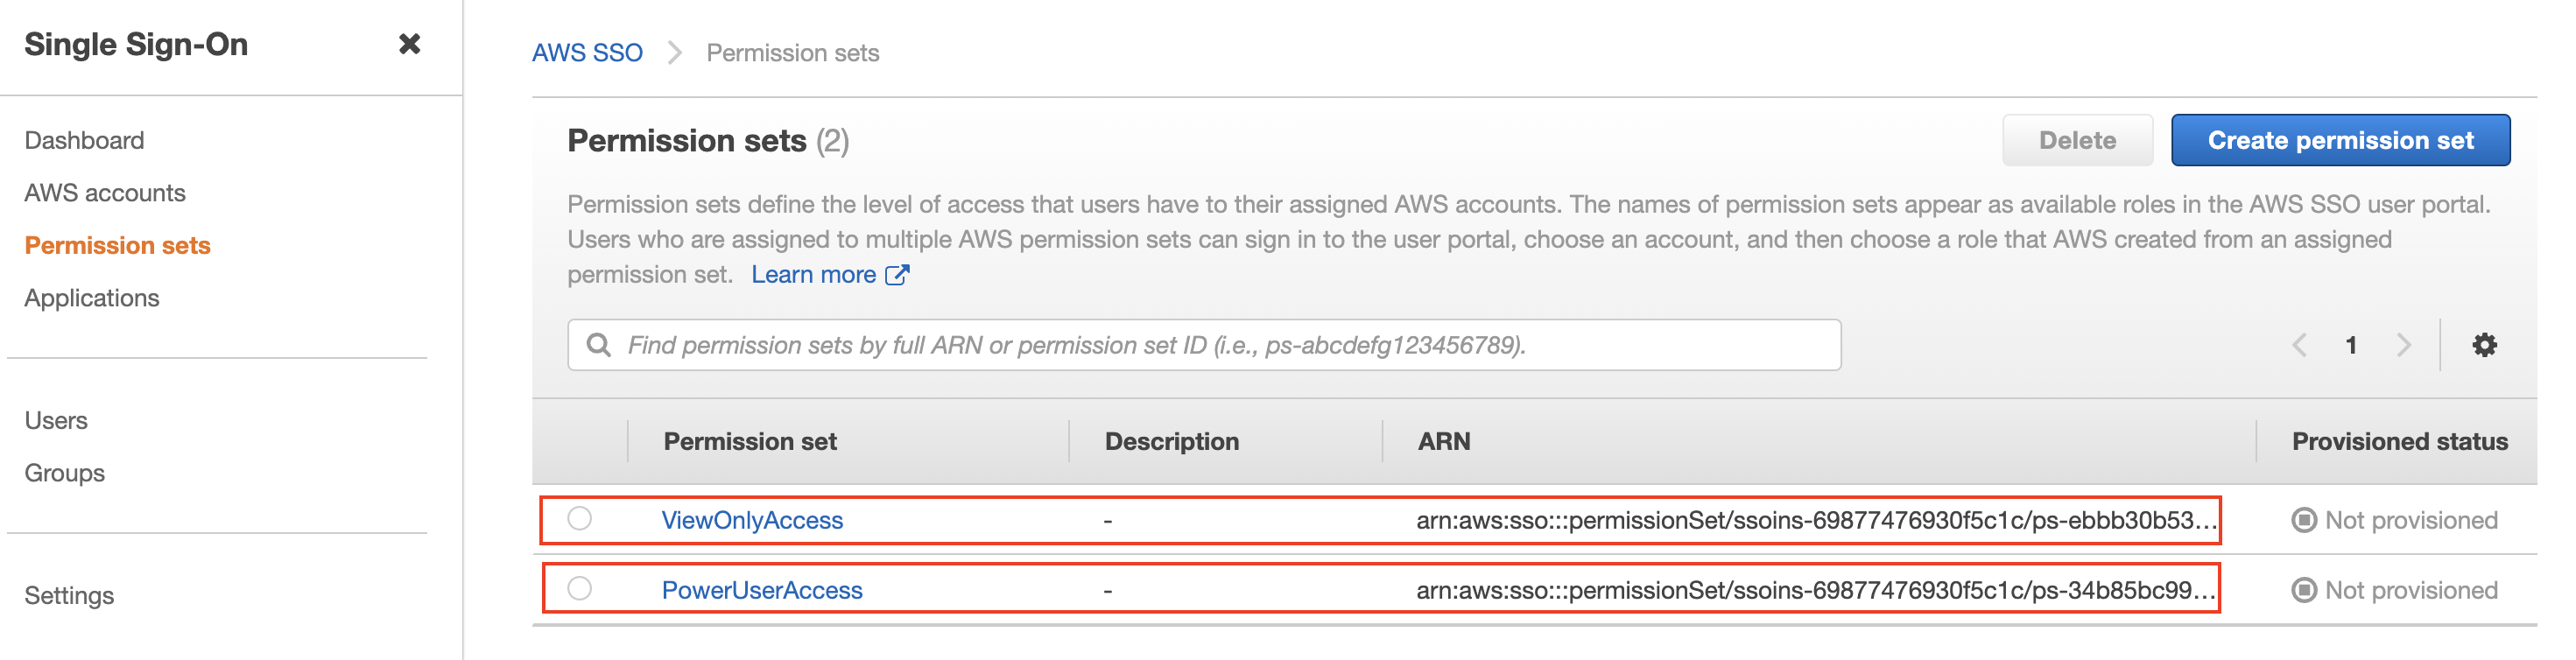 Single Sign-On
Dashboard
AWS accounts
Permission sets
Applications
Users
Groups
Settings
AWS SSO > Permission sets
Permission sets (2)
Delete
Create permission set
Permission sets define the level of access that users have to their assigned AWS accounts. The names of permission sets appear as available roles in the AWS SSO user portal.
Users who are assigned to multiple AWS permission sets can sign in to the user portal, choose an account, and then choose a role that AWS created from an assigned
permission set. Learn more
Find permission sets by full ARN or permission set ID (i.e., ps-abcdefg123456789).
1
Permission set Description ARN Provisioned status
ViewOnlyAccess - arn:aws:sso:::permissionSet/ssoins-69877476930f5c1c/ps-ebbb30b53... Not provisioned
PowerUserAccess - arn:aws:sso:::permissionSet/ssoins-69877476930f5c1c/ps-34b85bc99... Not provisioned